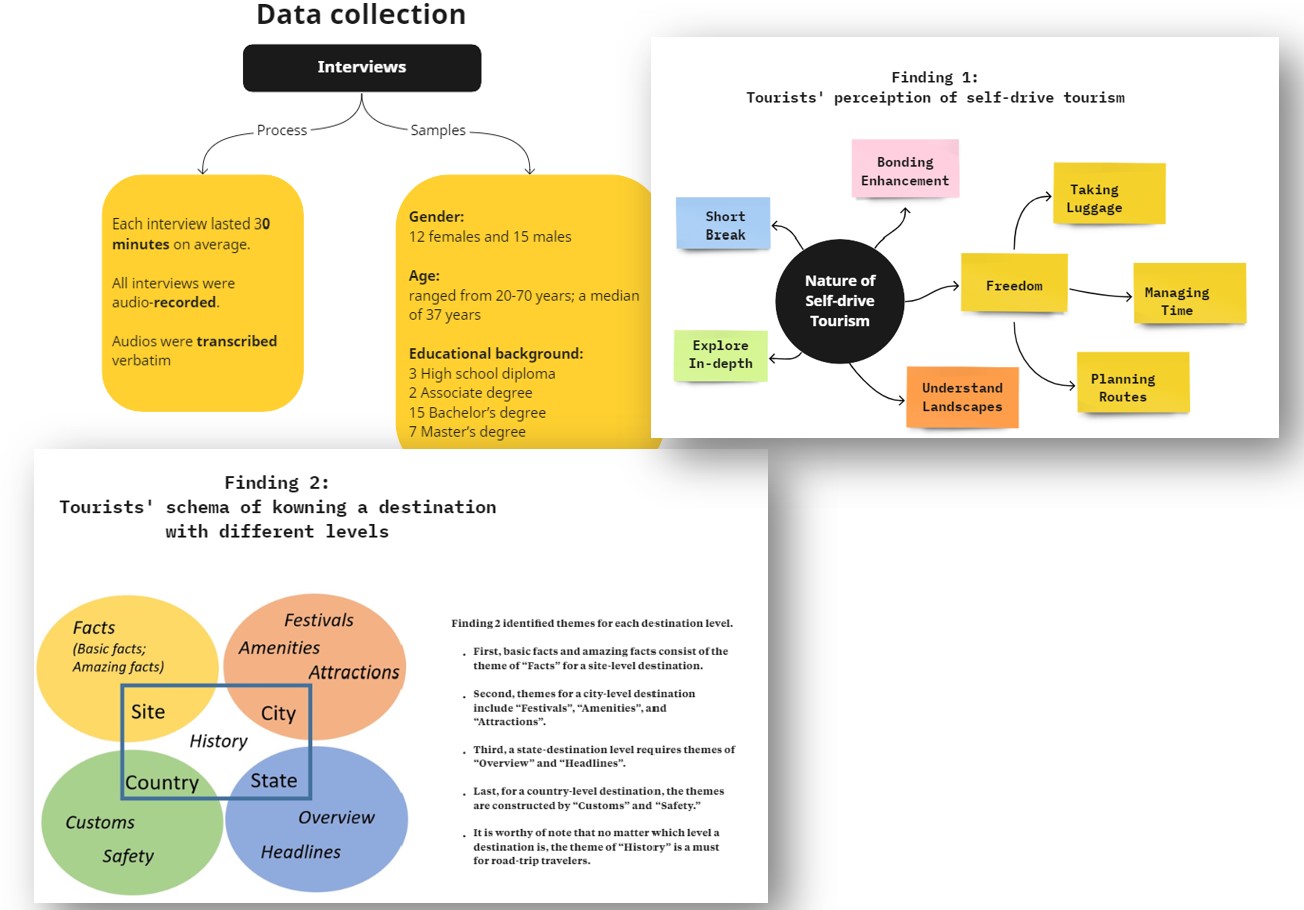 Data collection
Interviews
Process
Samples
Each interview lasted 30
minutes on average.
All interviews were
audio-recorded.
Audios were transcribed
verbatim
Gender:
12 females and 15 males
Age:
ranged from 20-70 years; a median
of 37 years
Educational background:
3 High school diploma
2 Associate degree
15 Bachelor’s degree
7 Master’s degree
Finding 1:
Tourists' perceiption of self-drive tourism
Bonding
Enhancement
Short
Break
Nature of
Self-drive
Tourism
Explore
In-depth
Understand
Landscapes
Freedom
Taking
Luggage
Managing
Time
Planning
Routes
Finding 2:
Tourists' schema of kowning a destination
with different levels
Facts
(Basic facts;
Amazing facts)
Site
Festivals
Amenities
Attractions
City
History
Country
Customs
Safety
State
Overview
Headlines
Finding 2 identified themes for each destination level.
. First, basic facts and amazing facts consist of the
theme of “Facts” for a site-level destination.
. Second, themes for a city-level destination
include “Festivals”, “Amenities”, and
“Attractions”.
. Third, a state-destination level requires themes of
“Overview” and “Headlines”.
. Last, for a country-level destination, the themes
are constructed by “Customs” and “Safety.”
. It is worthy of note that no matter which level a
destination is, the theme of “History” is a must
for road-trip travelers.